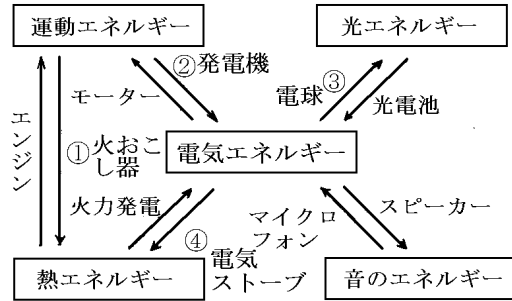 運動エネルギー
光エネルギー
②発電機
モーター
電球③
光電池
エンジン
①火おこ
し器
電気エネルギー
火力発電
マイクロ
フォン
スピーカー
④電気
ストーブ
熱エネルギー
音のエネルギー